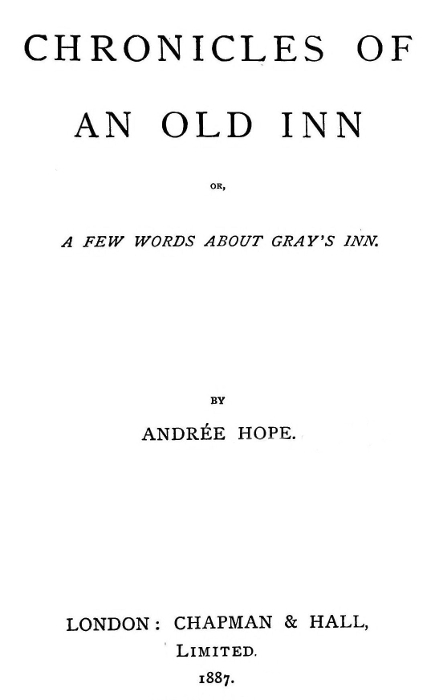 CHRONICLES OF
AN OLD INN
OR,
A FEW WORDS ABOUT GRAY'S INN.
BY
ANDRÉE HOPE.
LONDON: CHAPMAN & HALL,
LIMITED.
1887.